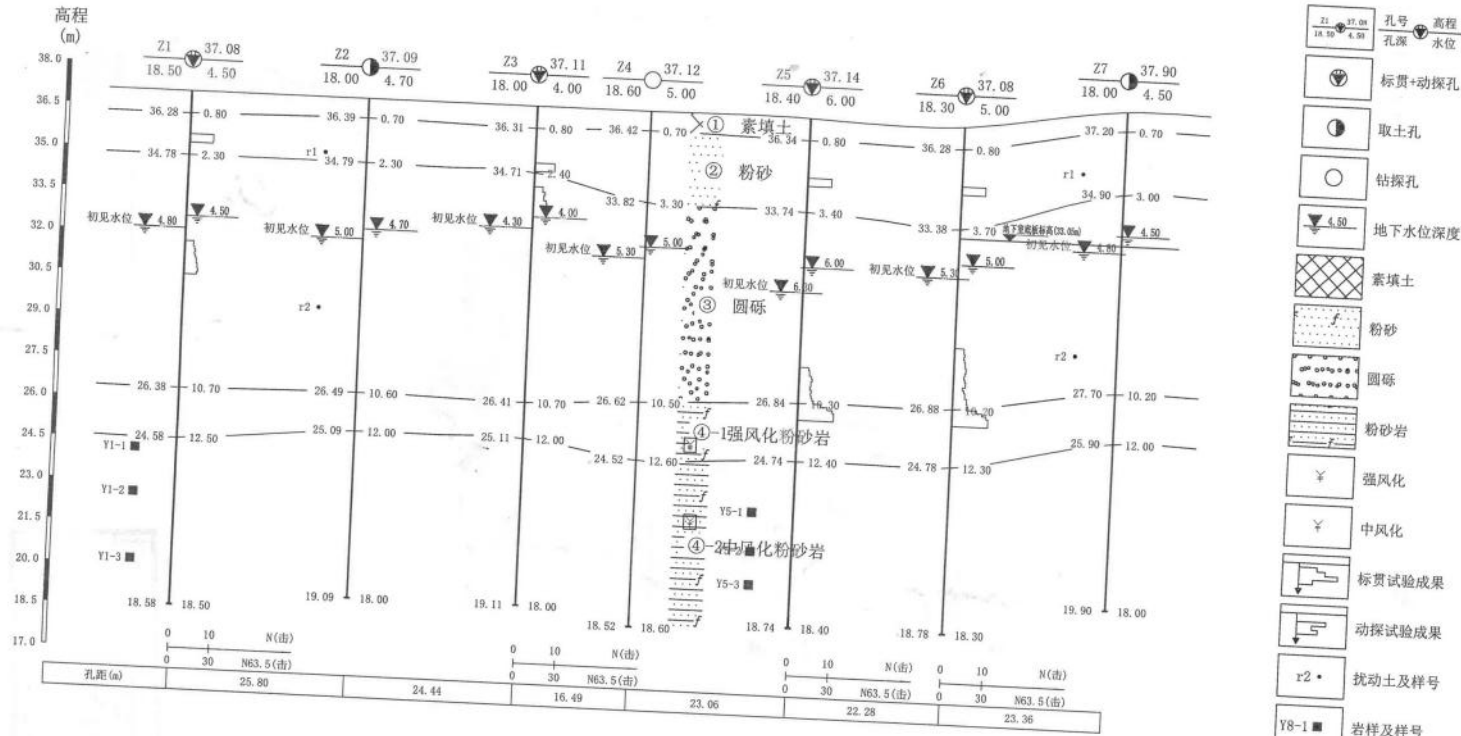 高程
(m)
38.0
36.5
35.0
33.5
32.0
30.5
29.0
27.5
26.0
24.5
23.0
21.5
20.0
18.5
17.0
Z1 37.08
18.50 4.50
Z2 37.09
18.00 4.70
Z3 37.11
18.00 4.00
Z4 37.12
18.60 5.00
Z5 37.14
18.40 6.00
Z6 37.08
18.30 5.00
Z7 37.90
18.00 4.50
36.28 0.80
36.39 0.70
36.31 0.80
36.42 0.70
36.34 0.80
36.28 0.80
37.20 0.70
① 素填土
34.78 2.30
r1
34.79 2.30
34.71 2.40
33.82 3.30
② 粉砂
f
33.74 3.40
33.38 3.70
r1
34.90 3.00
地下室底板标高(33.05m)
初见水位 4.80 4.50
初见水位 5.00 4.70
初见水位 4.30 4.00
初见水位 5.30 5.00
初见水位 6.30 6.00
初见水位 5.30 5.00
初见水位 4.80 4.50
r2
③ 圆砾
r2
26.38 10.70
26.49 10.60
26.41 10.70
26.62 10.50
26.84 10.30
26.88 10.20
27.70 10.20
f
24.58 12.50
25.09 12.00
25.11 12.00
24.52 12.60
④-1强风化粉砂岩
24.74 12.40
24.78 12.30
25.90 12.00
Y1-1
Y1-2
Y1-3
f
Y5-1
④-2中风化粉砂岩
Y5-3
f
f
18.58 18.50
19.09 18.00
19.11 18.00
18.52 18.60
18.74 18.40
18.78 18.30
19.90 18.00
0 10 N(击)
0 30 N63.5(击)
0 10 N(击)
0 30 N63.5(击)
0 10 N(击)
0 30 N63.5(击)
0 10 N(击)
0 30 N63.5(击)
孔距(m) 25.80 24.44 16.49 23.06 22.28 23.36
Z1 37.08
18.50 4.50
孔号 高程
孔深 水位
标贯+动探孔
取土孔
钻探孔
4.50 地下水位深度
素填土
f 粉砂
圆砾
f 粉砂岩
强风化
中风化
标贯试验成果
动探试验成果
r2 扰动土及样号
Y8-1 岩样及样号